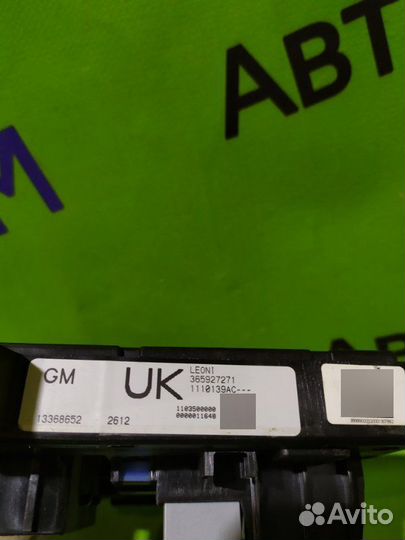 АВТ
М
GM
UK
LEONI
365927271
1110139AC---
1103500000
0000011648
13368652
2612
Avito